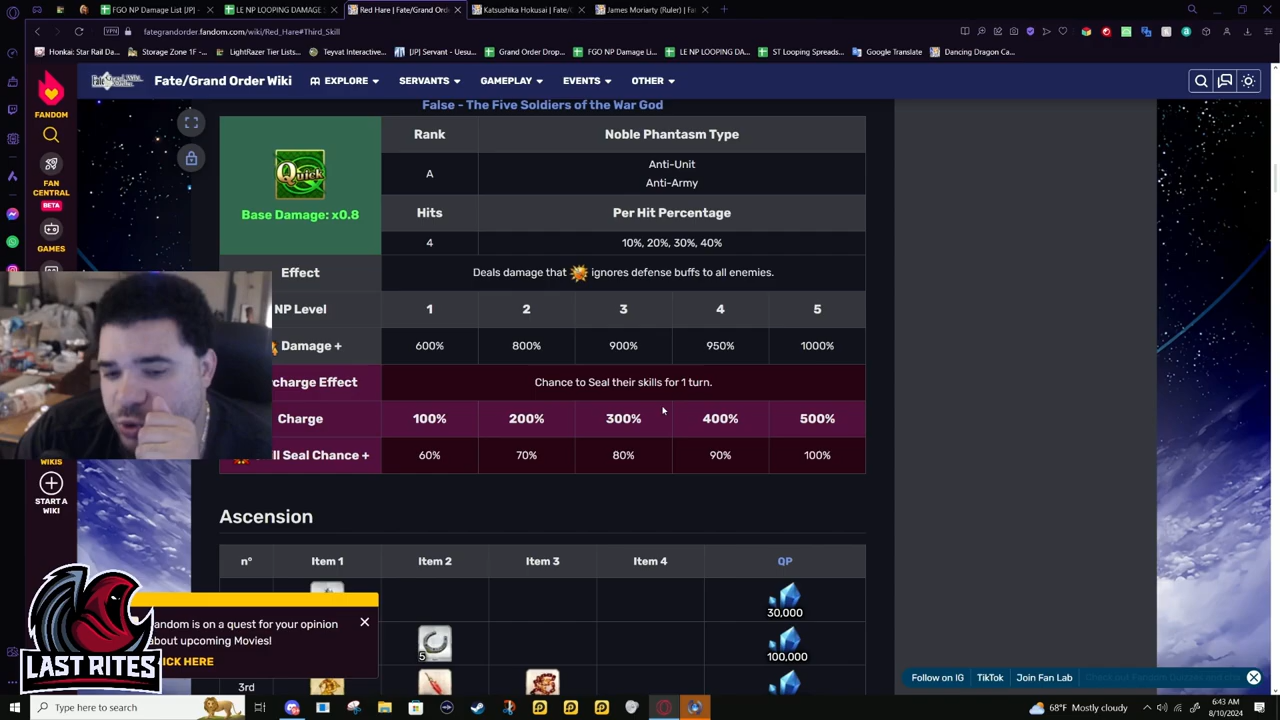 FGO NP Damage List [JP] -
LE NP LOOPING DAMAGE S
Red Hare | Fate/Grand Ord
Katsushika Hokusai | Fate/
James Moriarty (Ruler) |
VPN
fategrandorder.fandom.com/wiki/Red_Hare#Third_Skill
Honkai: Star Rail Da...
Storage Zone 1F -
LightRazer Tier Lists...
Teyvat Interactive...
[JP] Servant - Uesu...
Grand Order Drop...
FGO NP Damage Li...
LE NP LOOPING DA...
ST Looping Spreads...
Google Translate
Dancing Dragon Ca...
FANDOM
FAN
CENTRAL
BETA
GAMES
WIKIS
START A
WIKI
Fate/Grand Order Wiki
EXPLORE
SERVANTS
GAMEPLAY
EVENTS
OTHER
False - The Five Soldiers of the War God
Quick
Base Damage: x0.8
Rank
Noble Phantasm Type
A
Anti-Unit
Anti-Army
Hits
Per Hit Percentage
4
10%, 20%, 30%, 40%
Effect
Deals damage that ignores defense buffs to all enemies.
NP Level
1
2
3
4
5
Damage +
600%
800%
900%
950%
1000%
charge Effect
Chance to Seal their skills for 1 turn.
Charge
100%
200%
300%
400%
500%
ll Seal Chance +
60%
70%
80%
90%
100%
Ascension
n°
Item 1
Item 2
Item 3
Item 4
QP
30,000
5
100,000
3rd
andom is on a quest for your opinion
about upcoming Movies!
ICK HERE
LAST RITES
Follow on IG
TikTok
Join Fan Lab
Type here to search
68°F Mostly cloudy
6:43 AM
8/10/2024